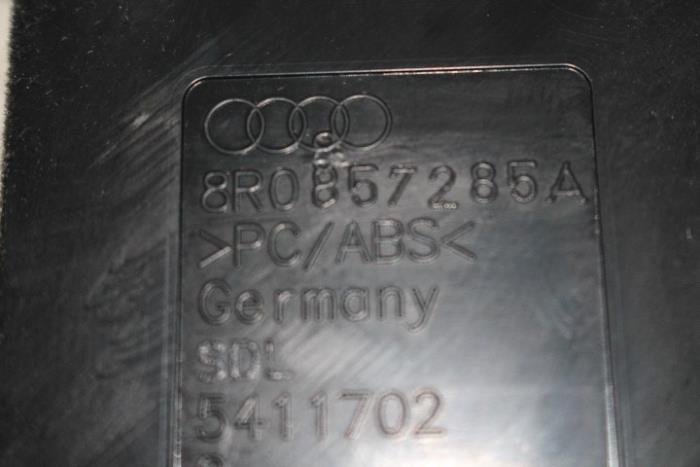 8R0857285A
>PC/ABS<
Germany
SDL
5411702